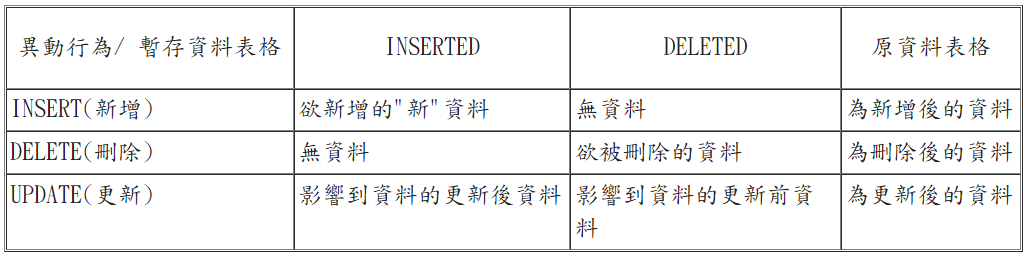 異動行為/ 暫存資料表格 INSERTED DELETED 原資料表格
INSERT(新增) 欲新增的"新"資料 無資料 為新增後的資料
DELETE(刪除) 無資料 欲被刪除的資料 為刪除後的資料
UPDATE(更新) 影響到資料的更新後資料 影響到資料的更新前資 為更新後的資料
料